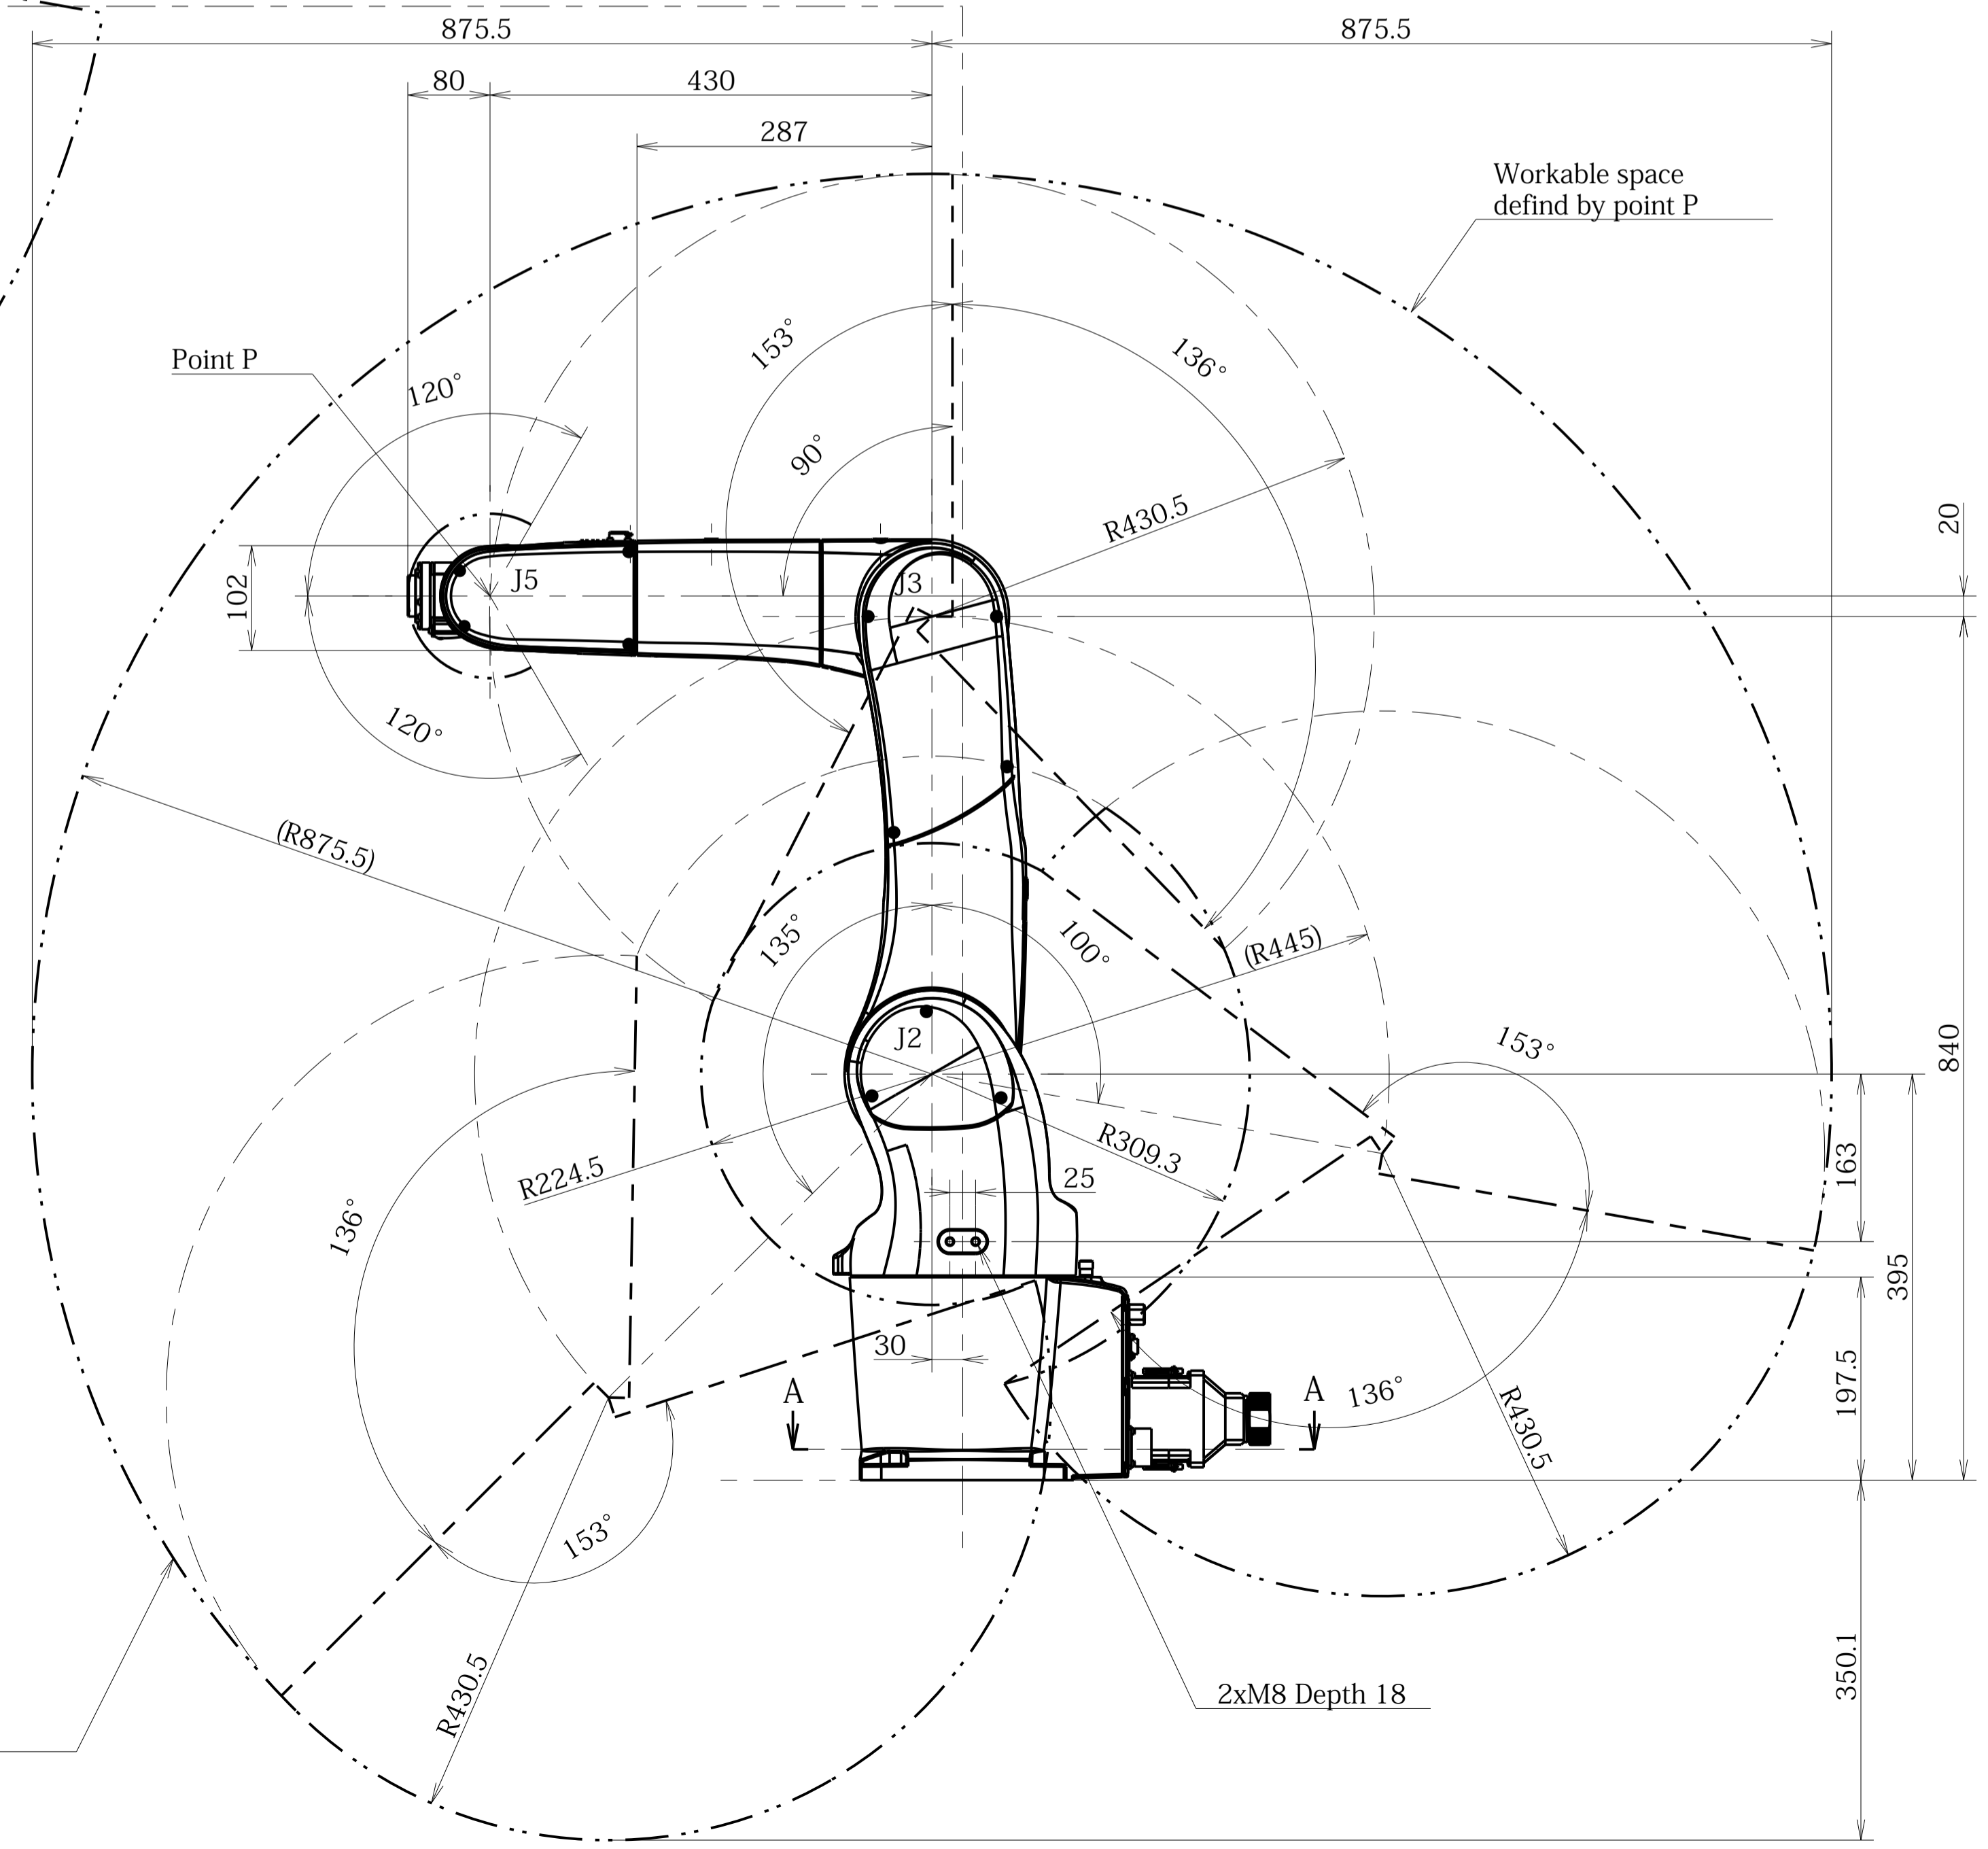 875.5
875.5
80
430
287
Workable space
defind by point P
153°
136°
Point P
120°
90°
R430.5
20
102
J5
J3
120°
(R875.5)
135°
100°
(R445)
J2
153°
840
R309.3
163
R224.5
25
136°
395
30
197.5
A
A
136°
R430.5
153°
350.1
R430.5
2xM8 Depth 18